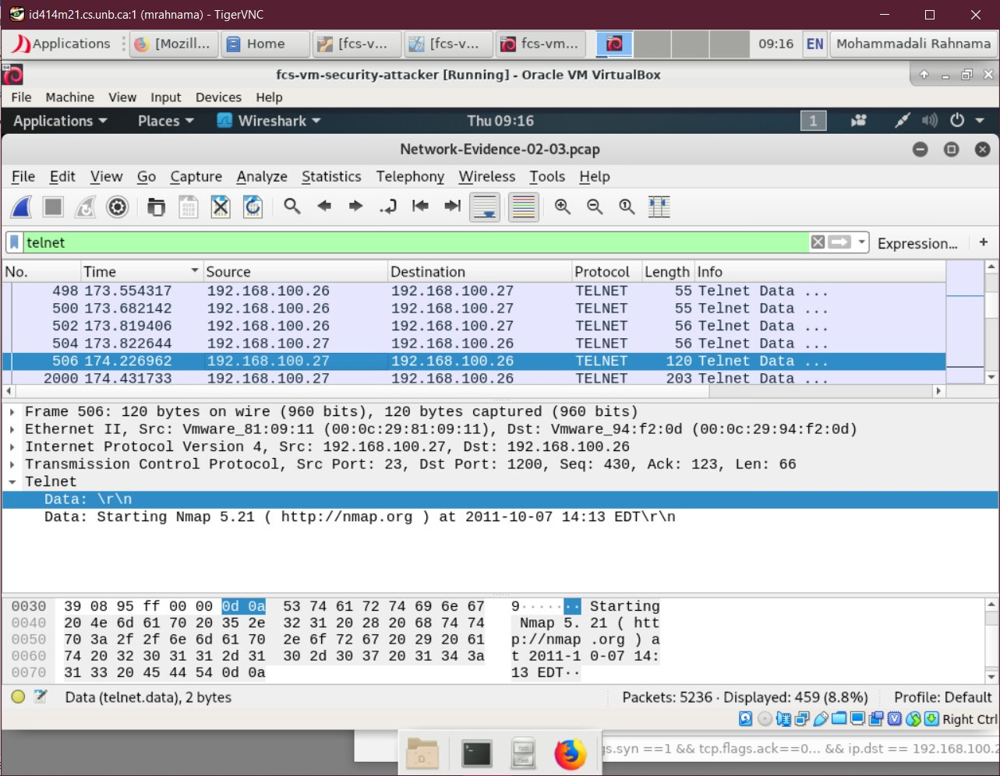 id414m21.cs.unb.ca:1 (mrahnama) - TigerVNC
Applications [Mozill... Home [fcs-v... [fcs-v... fcs-vm... 09:16 EN Mohammadali Rahnama
fcs-vm-security-attacker [Running] - Oracle VM VirtualBox
File Machine View Input Devices Help
Applications Places Wireshark Thu 09:16 1
Network-Evidence-02-03.pcap
File Edit View Go Capture Analyze Statistics Telephony Wireless Tools Help
telnet Expression... +
No. Time Source Destination Protocol Length Info
498 173.554317 192.168.100.26 192.168.100.27 TELNET 55 Telnet Data ...
500 173.682142 192.168.100.26 192.168.100.27 TELNET 55 Telnet Data ...
502 173.819406 192.168.100.26 192.168.100.27 TELNET 56 Telnet Data ...
504 173.822644 192.168.100.27 192.168.100.26 TELNET 56 Telnet Data ...
506 174.226962 192.168.100.27 192.168.100.26 TELNET 120 Telnet Data ...
2000 174.431733 192.168.100.27 192.168.100.26 TELNET 203 Telnet Data ...
Frame 506: 120 bytes on wire (960 bits), 120 bytes captured (960 bits)
Ethernet II, Src: Vmware_81:09:11 (00:0c:29:81:09:11), Dst: Vmware_94:f2:0d (00:0c:29:94:f2:0d)
Internet Protocol Version 4, Src: 192.168.100.27, Dst: 192.168.100.26
Transmission Control Protocol, Src Port: 23, Dst Port: 1200, Seq: 430, Ack: 123, Len: 66
Telnet
Data: \r\n
Data: Starting Nmap 5.21 ( http://nmap.org ) at 2011-10-07 14:13 EDT\r\n
0030 39 08 95 ff 00 00 0d 0a 53 74 61 72 74 69 6e 67 9······· Starting
0040 20 4e 6d 61 70 20 35 2e 32 31 20 28 20 68 74 74 Nmap 5. 21 ( htt
0050 70 3a 2f 2f 6e 6d 61 70 2e 6f 72 67 20 29 20 61 p://nmap .org ) a
0060 74 20 32 30 31 31 2d 31 30 2d 30 37 20 31 34 3a t 2011-1 0-07 14:
0070 31 33 20 45 44 54 0d 0a 13 EDT··
Data (telnet.data), 2 bytes Packets: 5236 · Displayed: 459 (8.8%) Profile: Default
Right Ctrl
gs.syn ==1 && tcp.flags.ack==0... && ip.dst == 192.168.100.2